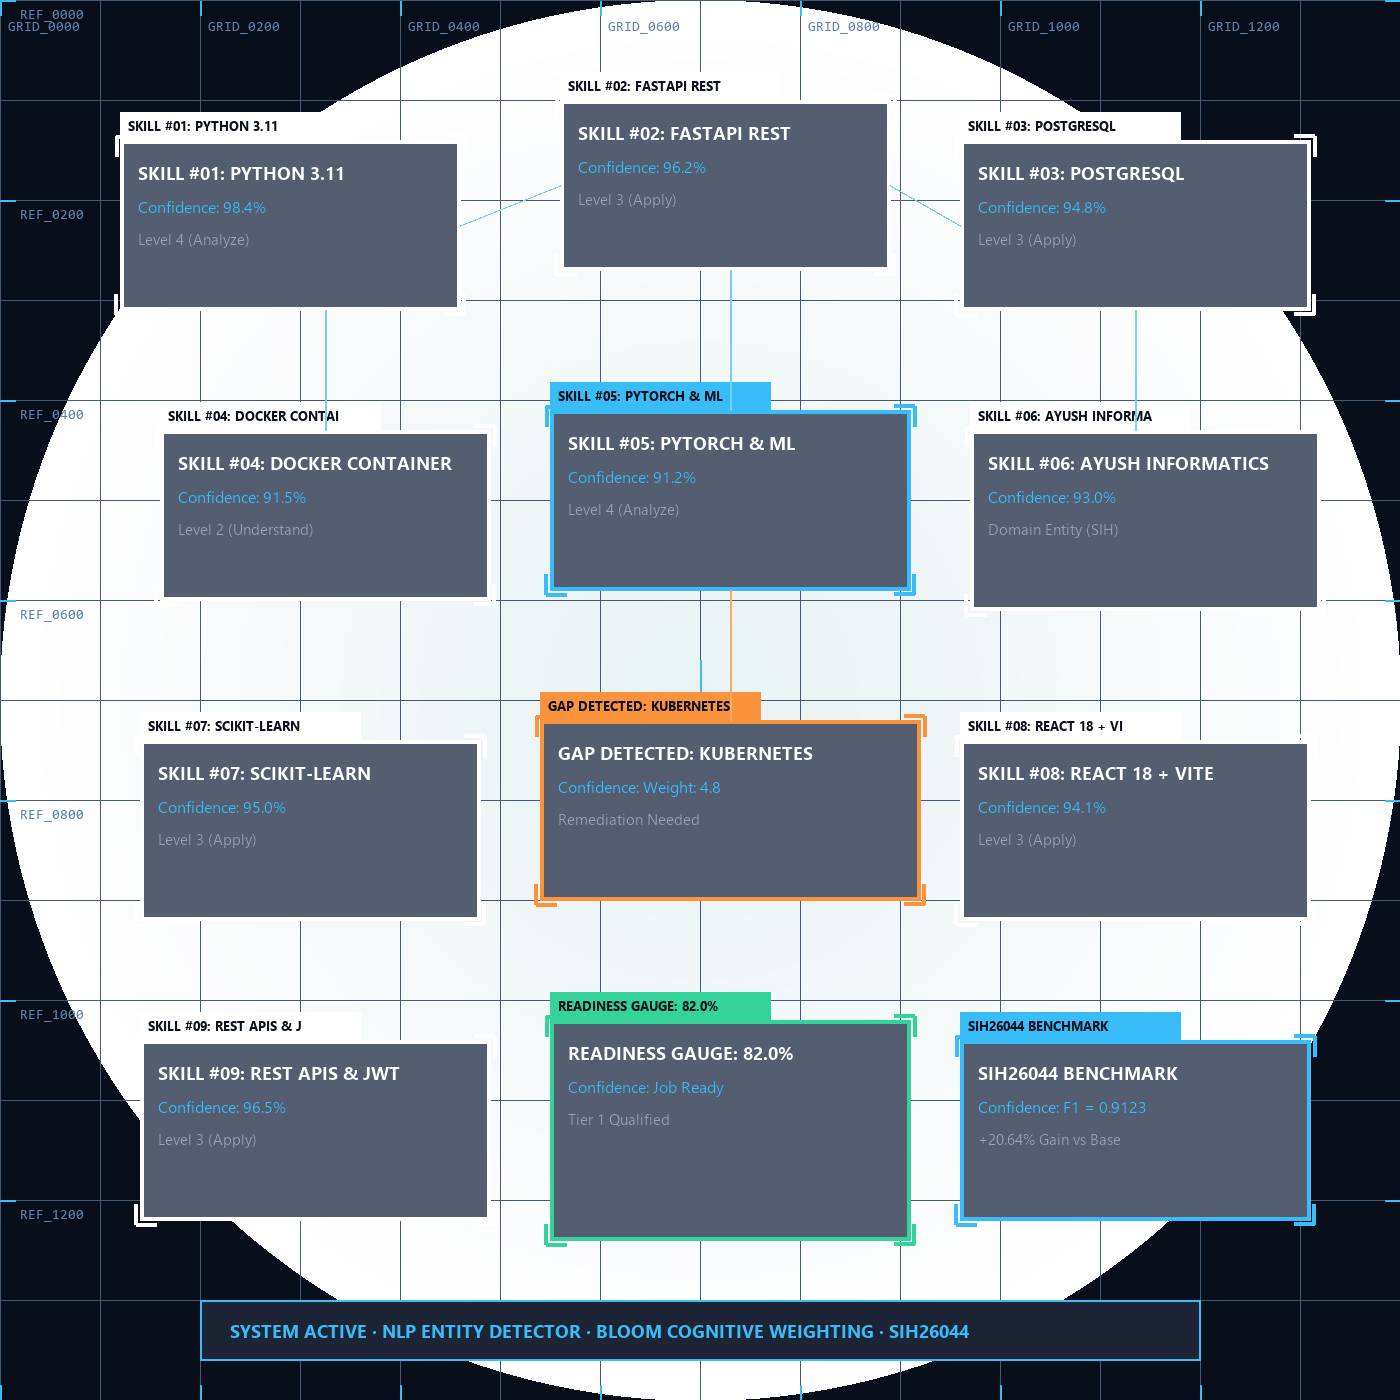 REF_0000
GRID_0000
GRID_0200
GRID_0400
GRID_0600
GRID_0800
GRID_1000
GRID_1200
SKILL #01: PYTHON 3.11
SKILL #01: PYTHON 3.11
Confidence: 98.4%
Level 4 (Analyze)
SKILL #02: FASTAPI REST
SKILL #02: FASTAPI REST
Confidence: 96.2%
Level 3 (Apply)
SKILL #03: POSTGRESQL
SKILL #03: POSTGRESQL
Confidence: 94.8%
Level 3 (Apply)
REF_0200
REF_0400
SKILL #04: DOCKER CONTAI
SKILL #04: DOCKER CONTAINER
Confidence: 91.5%
Level 2 (Understand)
SKILL #05: PYTORCH & ML
SKILL #05: PYTORCH & ML
Confidence: 91.2%
Level 4 (Analyze)
SKILL #06: AYUSH INFORMA
SKILL #06: AYUSH INFORMATICS
Confidence: 93.0%
Domain Entity (SIH)
REF_0600
SKILL #07: SCIKIT-LEARN
SKILL #07: SCIKIT-LEARN
Confidence: 95.0%
Level 3 (Apply)
GAP DETECTED: KUBERNETES
GAP DETECTED: KUBERNETES
Confidence: Weight: 4.8
Remediation Needed
SKILL #08: REACT 18 + VI
SKILL #08: REACT 18 + VITE
Confidence: 94.1%
Level 3 (Apply)
REF_0800
REF_1000
SKILL #09: REST APIS & J
SKILL #09: REST APIS & JWT
Confidence: 96.5%
Level 3 (Apply)
READINESS GAUGE: 82.0%
READINESS GAUGE: 82.0%
Confidence: Job Ready
Tier 1 Qualified
SIH26044 BENCHMARK
SIH26044 BENCHMARK
Confidence: F1 = 0.9123
+20.64% Gain vs Base
REF_1200
SYSTEM ACTIVE · NLP ENTITY DETECTOR · BLOOM COGNITIVE WEIGHTING · SIH26044